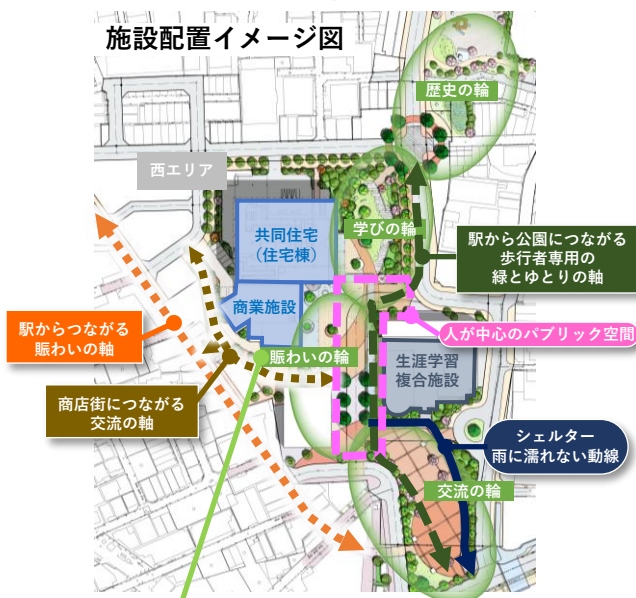 施設配置イメージ図
歴史の輪
西エリア
学びの輪
共同住宅
（住宅棟）
駅から公園につながる
歩行者専用の
緑とゆとりの軸
商業施設
駅からつながる
賑わいの軸
人が中心のパブリック空間
賑わいの輪
生涯学習
複合施設
商店街につながる
交流の軸
シェルター
雨に濡れない動線
交流の輪